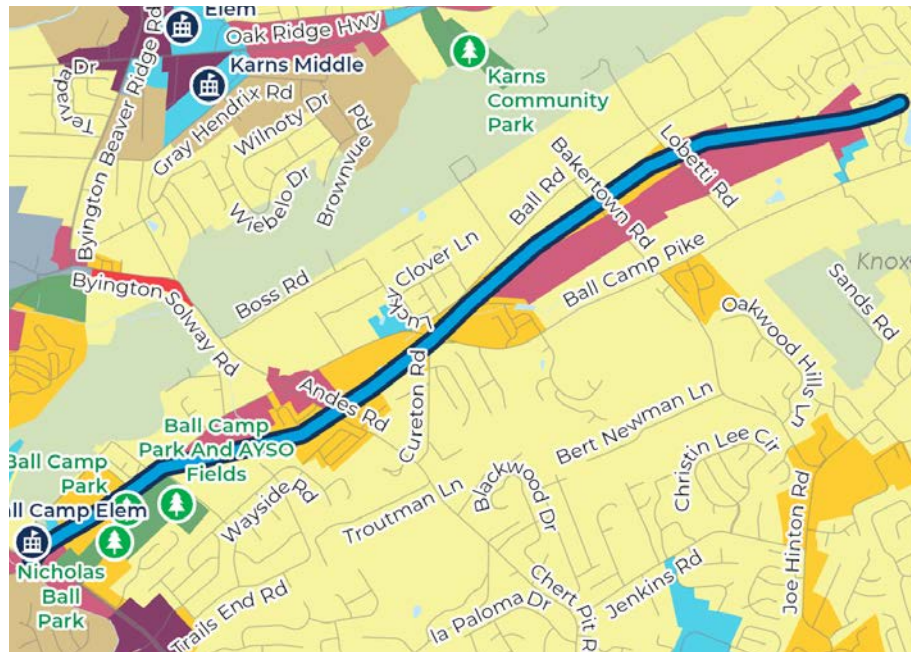 Elem
Oak Ridge Hwy
Karns Middle
Karns
Community
Park
Tervada Dr
Byington Beaver Ridge Rd
Gray Hendrix Rd
Wilnoty Dr
Brownvue Rd
Wiebelo Dr
Lobetti Rd
Bakertown Rd
Ball Rd
Lucky Clover Ln
Boss Rd
Ball Camp Pike
Byington Solway Rd
Knox
Sands Rd
Oakwood Hills Ln
Andes Rd
Cureton Rd
Ball Camp
Park And AYSO
Fields
Ball Camp
Park
all Camp Elem
Nicholas
Ball
Park
Wayside Rd
Troutman Ln
Blackwood Dr
Bert Newman Ln
Christin Lee Cir
Joe Hinton Rd
Jenkins Rd
Chert Pit R
la Paloma Dr
Trails End Rd